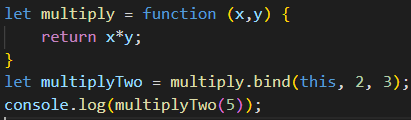 let multiply = function (x,y) {
    return x*y;
}
let multiplyTwo = multiply.bind(this, 2, 3);
console.log(multiplyTwo(5));